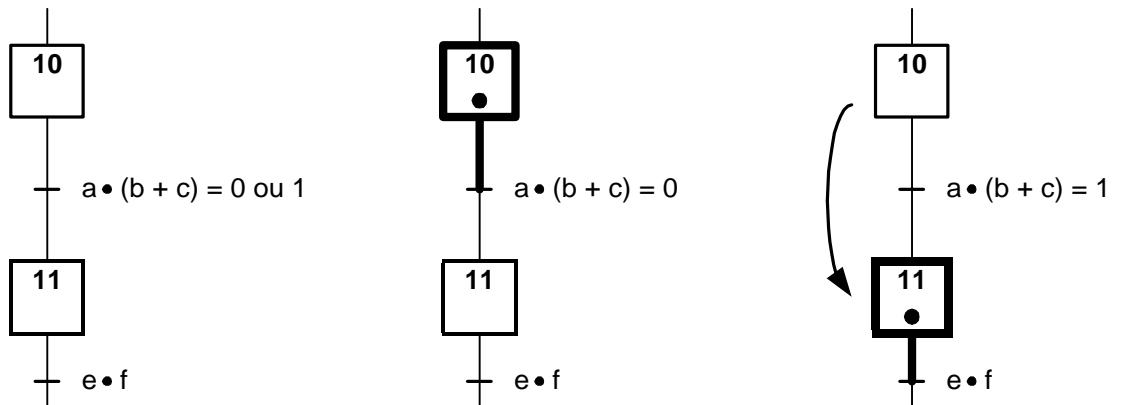 10
a • (b + c) = 0 ou 1
11
e • f
10
a • (b + c) = 0
11
e • f
10
a • (b + c) = 1
11
e • f